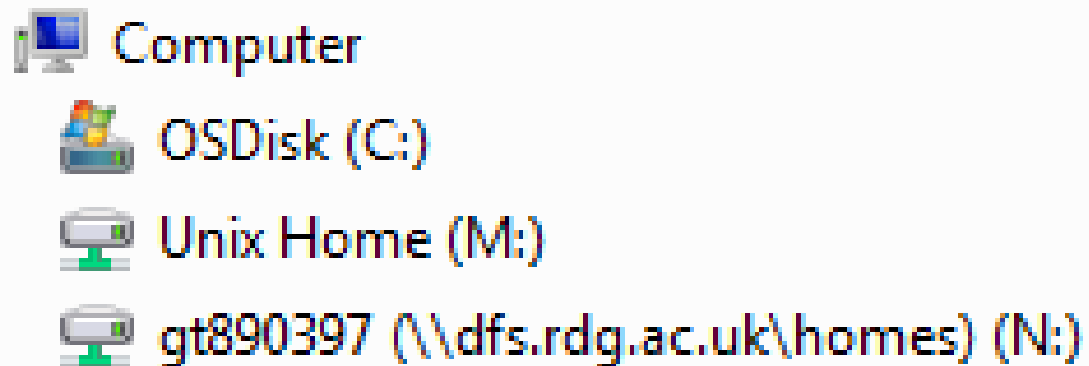 Computer
OSDisk (C:)
Unix Home (M:)
gt890397 (\\dfs.rdg.ac.uk\homes) (N:)